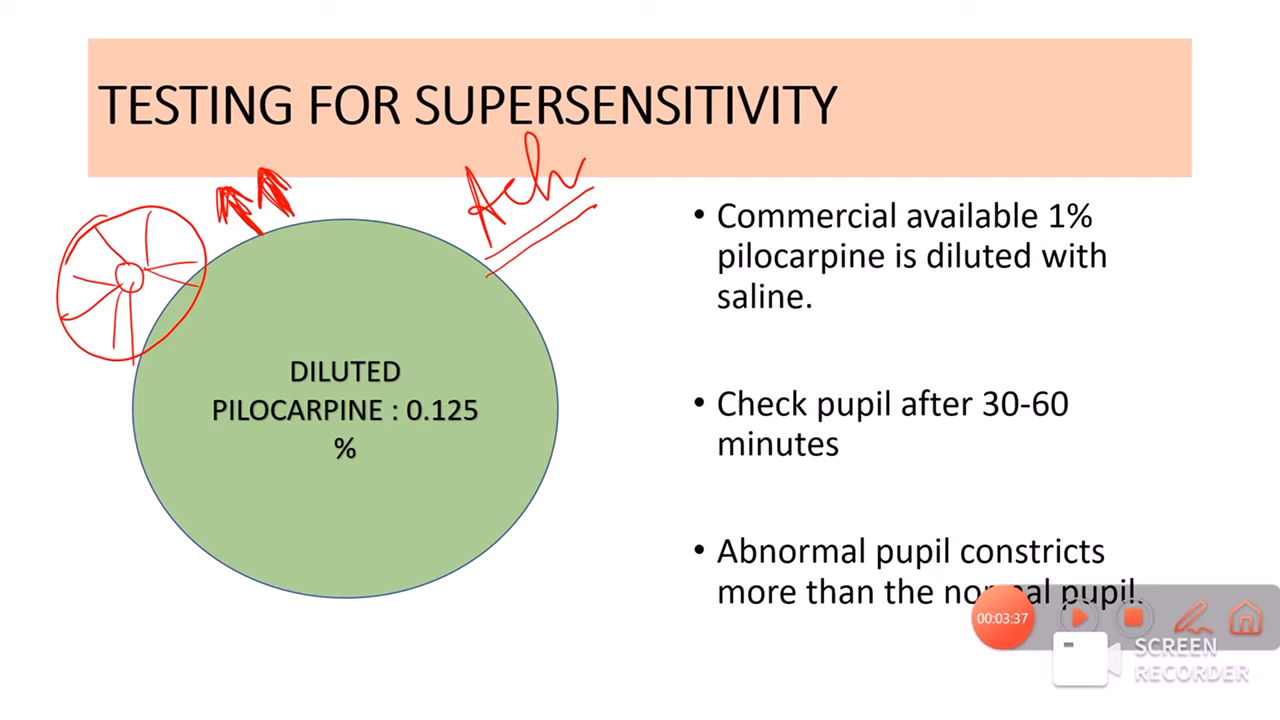 TESTING FOR SUPERSENSITIVITY
Ach
DILUTED
PILOCARPINE : 0.125
%
• Commercial available 1%
pilocarpine is diluted with
saline.
• Check pupil after 30-60
minutes
• Abnormal pupil constricts
more than the normal pupil.
00:03:37
SCREEN
RECORDER